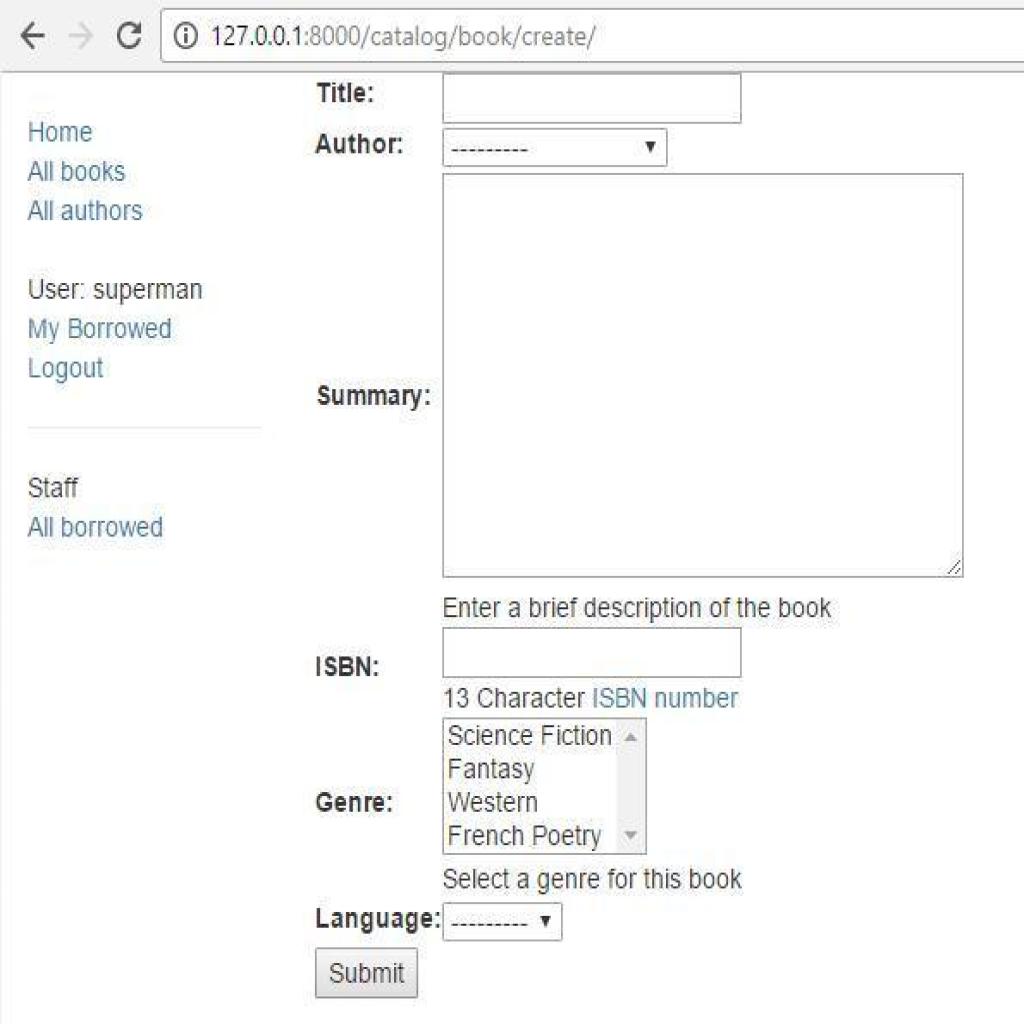 127.0.0.1:8000/catalog/book/create/
Home
All books
All authors
User: superman
My Borrowed
Logout
Staff
All borrowed
Title:
Author: ---------
Summary:
Enter a brief description of the book
ISBN:
13 Character ISBN number
Genre:
Science Fiction
Fantasy
Western
French Poetry
Select a genre for this book
Language: ---------
Submit